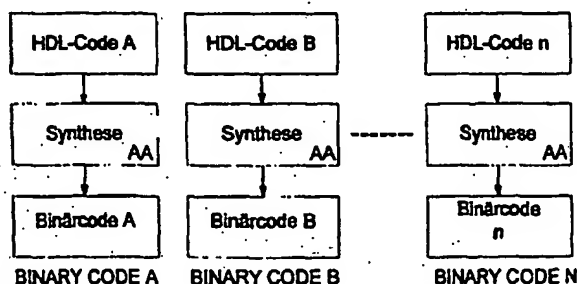 HDL-Code A
HDL-Code B
HDL-Code n
Synthese
AA
Synthese
AA
Synthese
AA
Binärcode A
Binärcode B
Binärcode
n
BINARY CODE A
BINARY CODE B
BINARY CODE N